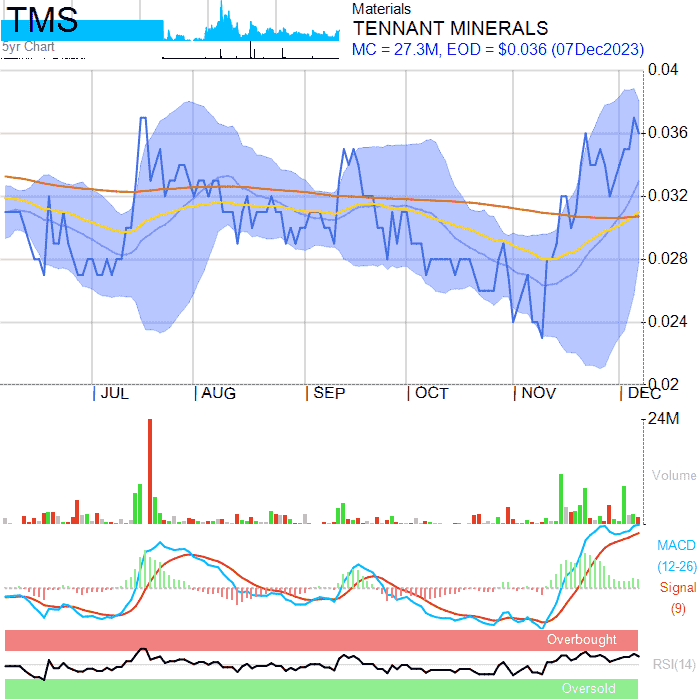 TMS
5yr Chart
Materials
TENNANT MINERALS
MC = 27.3M, EOD = $0.036 (07Dec2023)
0.04
0.036
0.032
0.028
0.024
0.02
JUL AUG SEP OCT NOV DEC
24M
Volume
MACD
(12-26)
Signal
(9)
Overbought
RSI(14)
Oversold